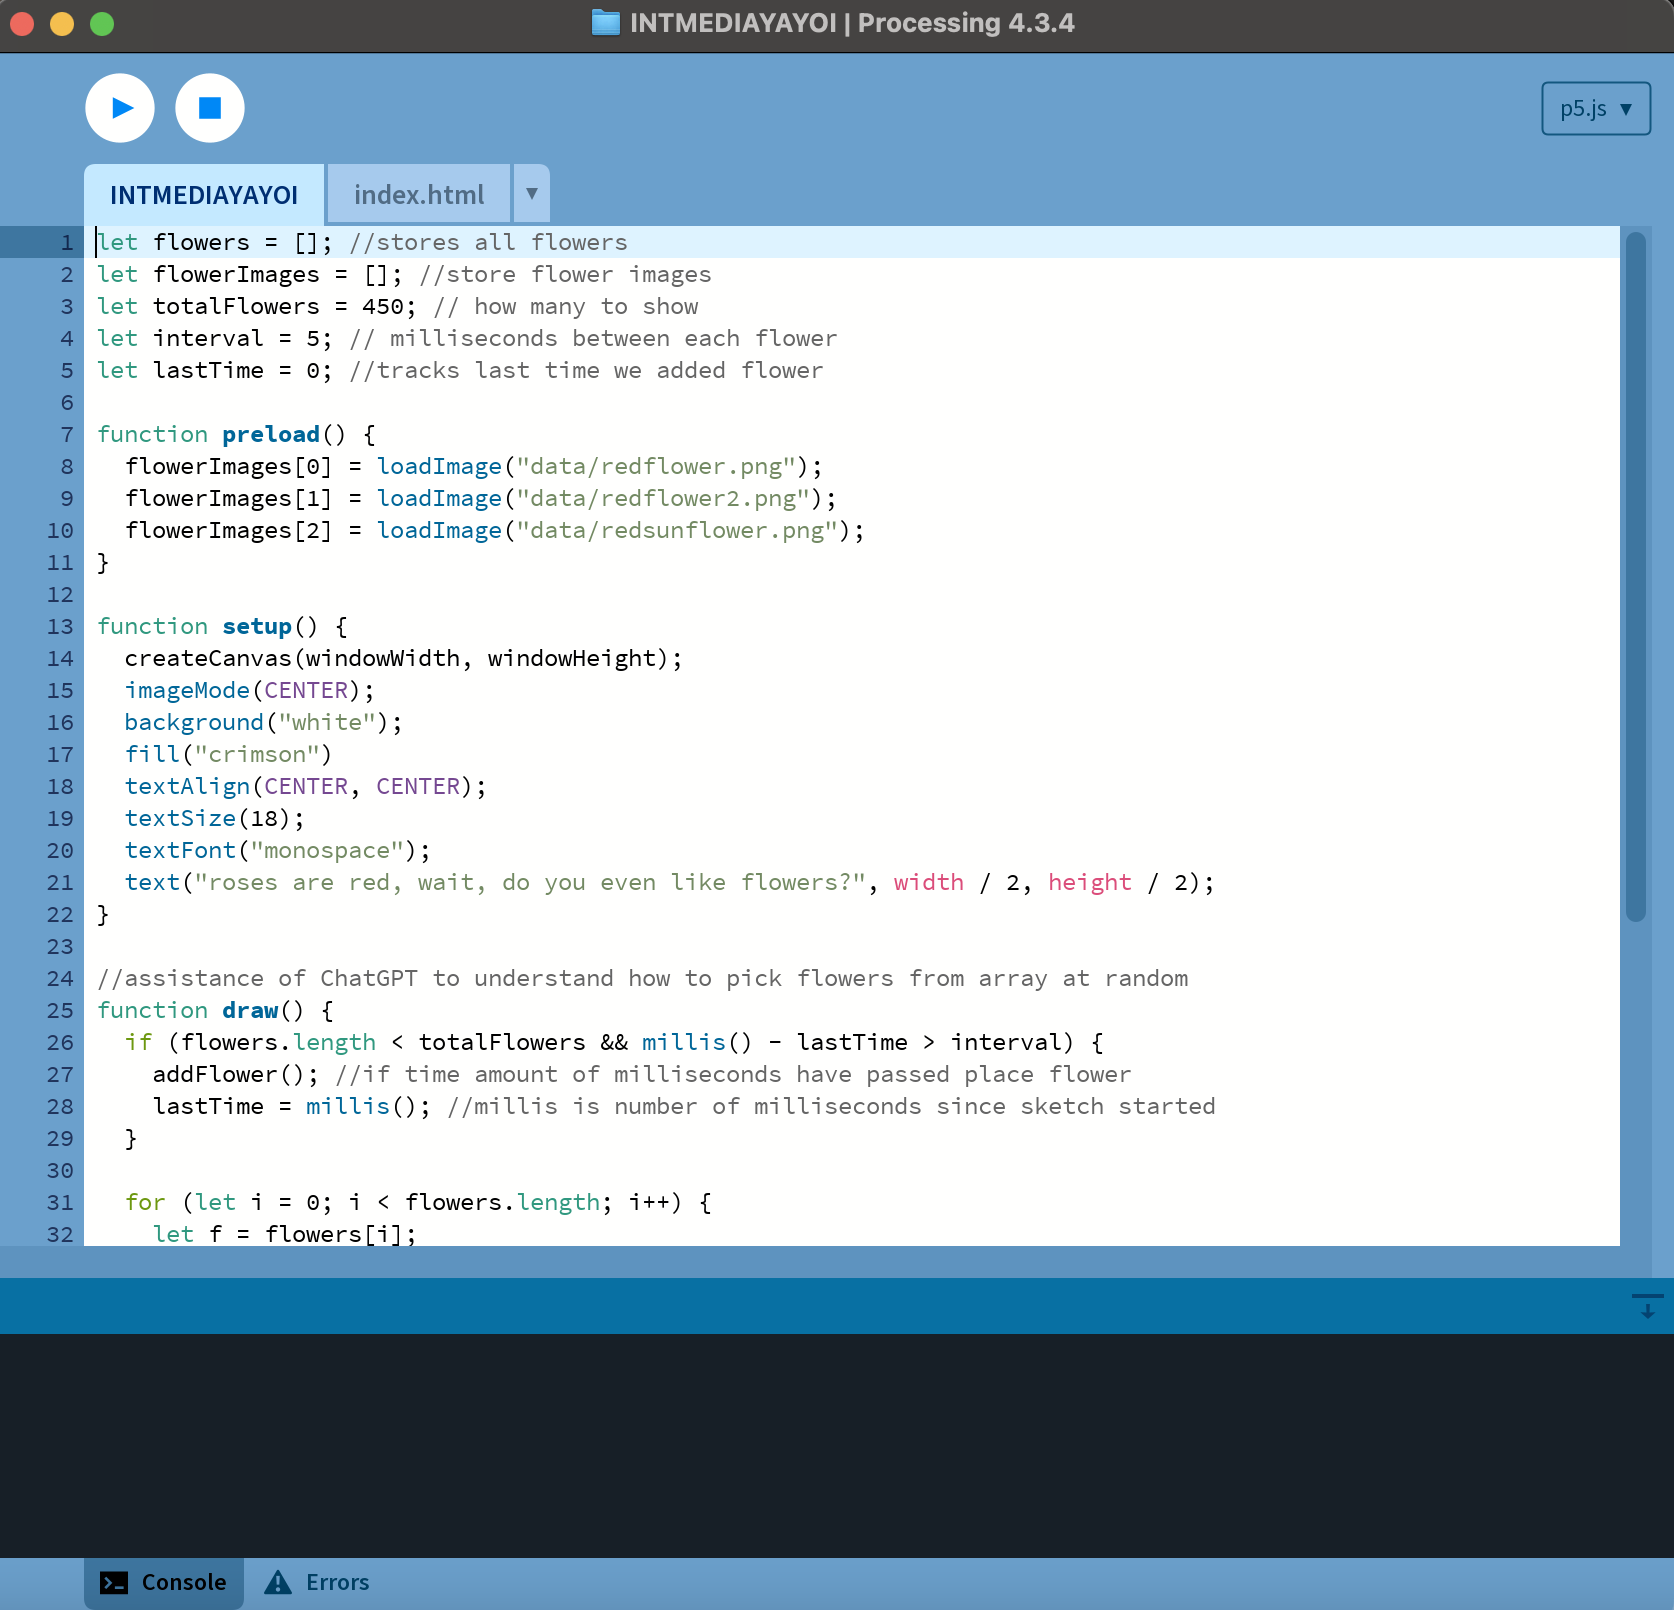 INTMEDIAYAYOI | Processing 4.3.4
p5.js ▼
INTMEDIAYAYOI index.html ▼
1 let flowers = []; //stores all flowers
2 let flowerImages = []; //store flower images
3 let totalFlowers = 450; // how many to show
4 let interval = 5; // milliseconds between each flower
5 let lastTime = 0; //tracks last time we added flower
6
7 function preload() {
8 flowerImages[0] = loadImage("data/redflower.png");
9 flowerImages[1] = loadImage("data/redflower2.png");
10 flowerImages[2] = loadImage("data/redsunflower.png");
11 }
12
13 function setup() {
14 createCanvas(windowWidth, windowHeight);
15 imageMode(CENTER);
16 background("white");
17 fill("crimson")
18 textAlign(CENTER, CENTER);
19 textSize(18);
20 textFont("monospace");
21 text("roses are red, wait, do you even like flowers?", width / 2, height / 2);
22 }
23
24 //assistance of ChatGPT to understand how to pick flowers from array at random
25 function draw() {
26 if (flowers.length < totalFlowers && millis() - lastTime > interval) {
27 addFlower(); //if time amount of milliseconds have passed place flower
28 lastTime = millis(); //millis is number of milliseconds since sketch started
29 }
30
31 for (let i = 0; i < flowers.length; i++) {
32 let f = flowers[i];
Console Errors